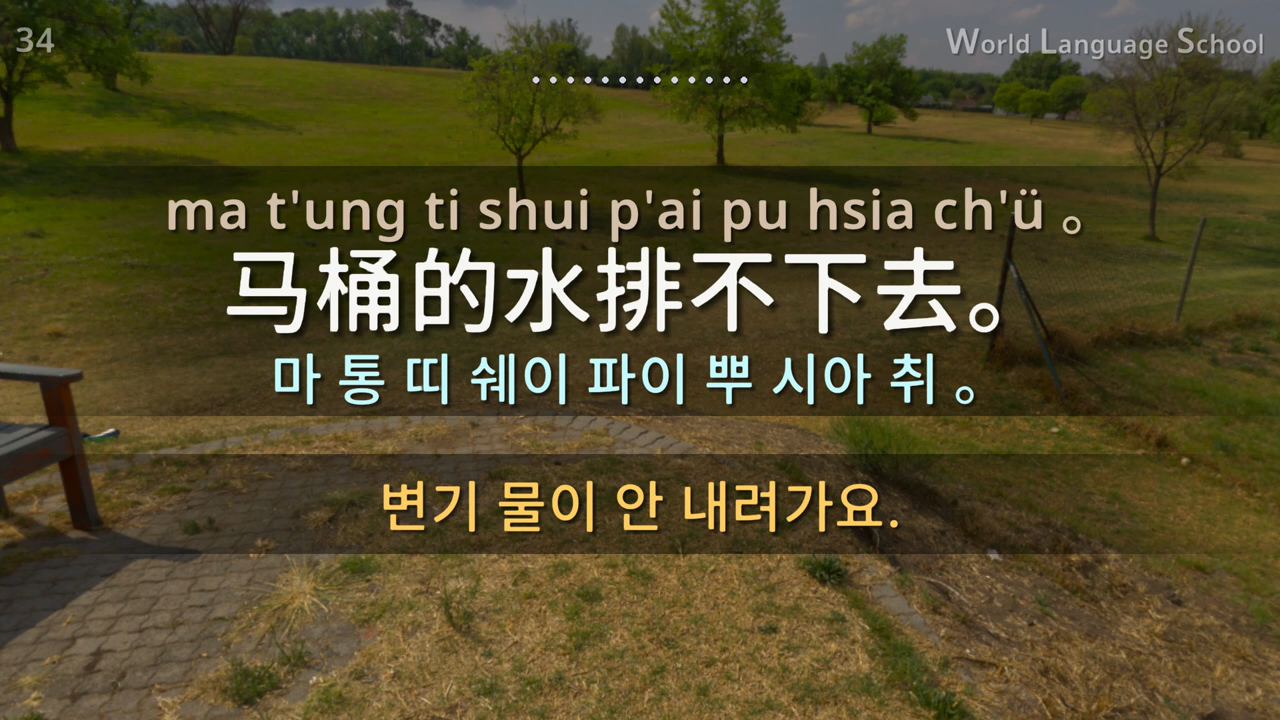 34
World Language School
ma t'ung ti shui p'ai pu hsia ch'ü 。
马桶的水排不下去。
마 통 띠 쉐이 파이 뿌 시아 취 。
변기 물이 안 내려가요.